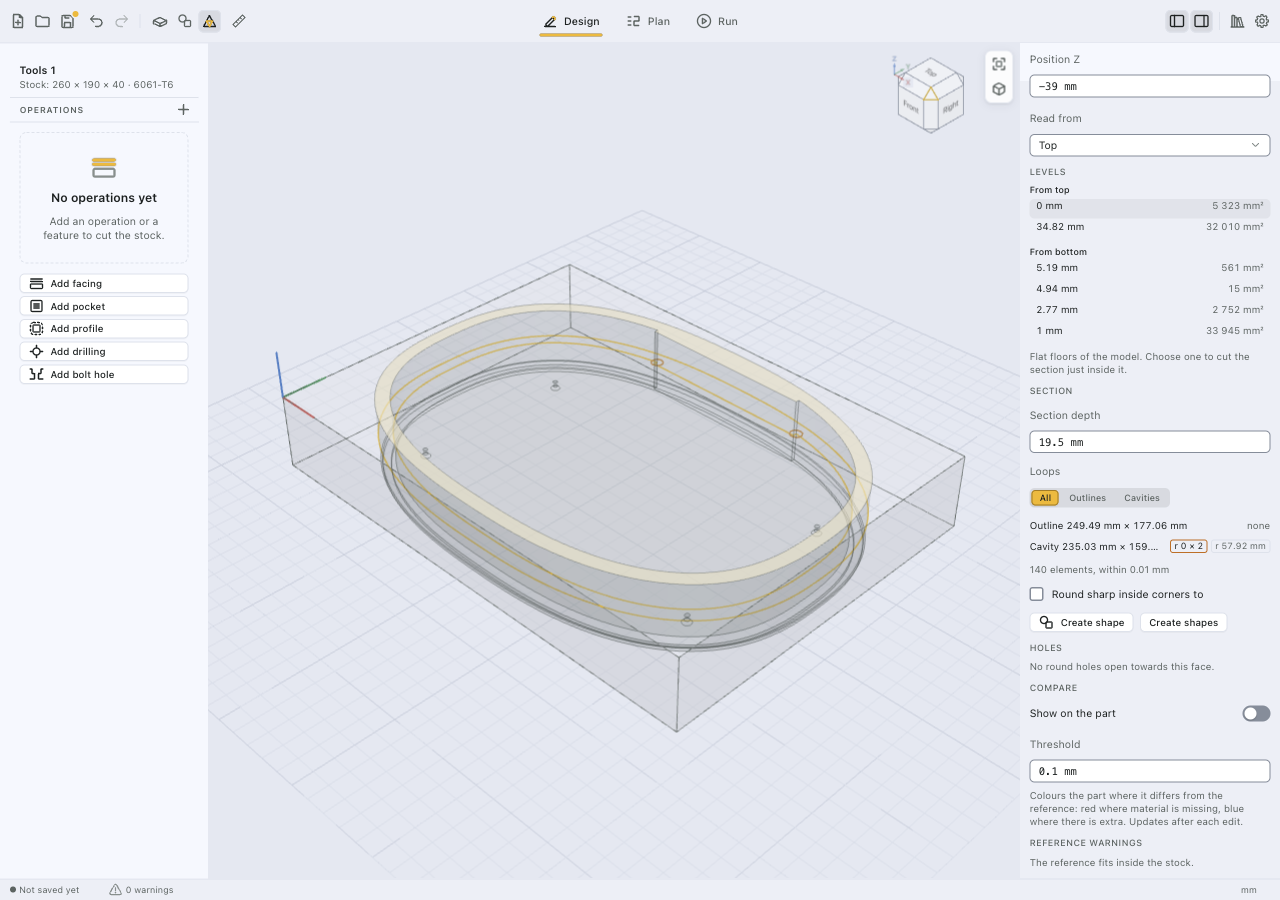 Design
Plan
Run
Tools 1
Stock: 260 × 190 × 40 · 6061-T6
OPERATIONS
No operations yet
Add an operation or a
feature to cut the stock.
Add facing
Add pocket
Add profile
Add drilling
Add bolt hole
Z
Top
Front
Right
Position Z
−39 mm
Read from
Top
LEVELS
From top
0 mm 5 323 mm²
34.82 mm 32 010 mm²
From bottom
5.19 mm 561 mm²
4.94 mm 15 mm²
2.77 mm 2 752 mm²
1 mm 33 945 mm²
Flat floors of the model. Choose one to cut the
section just inside it.
SECTION
Section depth
19.5 mm
Loops
All Outlines Cavities
Outline 249.49 mm × 177.06 mm none
Cavity 235.03 mm × 159.... r 0 × 2 r 57.92 mm
140 elements, within 0.01 mm
Round sharp inside corners to
Create shape Create shapes
HOLES
No round holes open towards this face.
COMPARE
Show on the part
Threshold
0.1 mm
Colours the part where it differs from the
reference: red where material is missing, blue
where there is extra. Updates after each edit.
REFERENCE WARNINGS
The reference fits inside the stock.
Not saved yet
0 warnings
mm